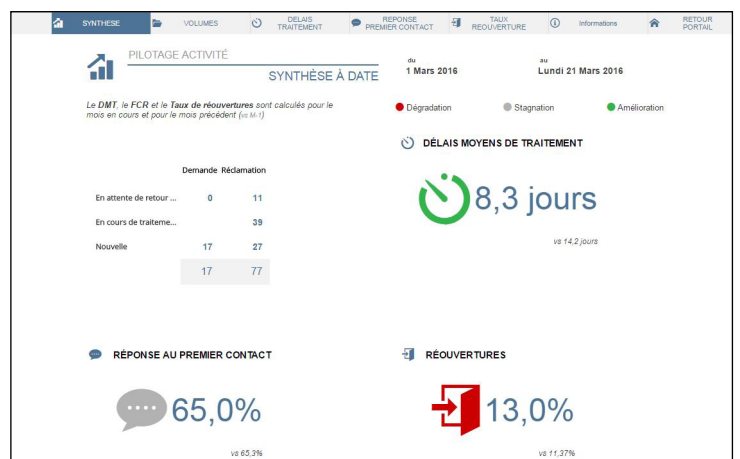 SYNTHESE
VOLUMES
DELAIS
TRAITEMENT
REPONSE
PREMIER CONTACT
TAUX
REOUVERTURE
Informations
RETOUR
PORTAIL
PILOTAGE ACTIVITÉ
SYNTHÈSE À DATE
du
1 Mars 2016
au
Lundi 21 Mars 2016
Le DMT, le FCR et le Taux de réouvertures sont calculés pour le
mois en cours et pour le mois précédent (vs M-1)
Dégradation
Stagnation
Amélioration
DÉLAIS MOYENS DE TRAITEMENT
8,3 jours
vs 14,2 jours
Demande Réclamation
En attente de retour ... 0 11
En cours de traiteme... 39
Nouvelle 17 27
17 77
RÉPONSE AU PREMIER CONTACT
65,0%
vs 65,3%
RÉOUVERTURES
13,0%
vs 11,37%